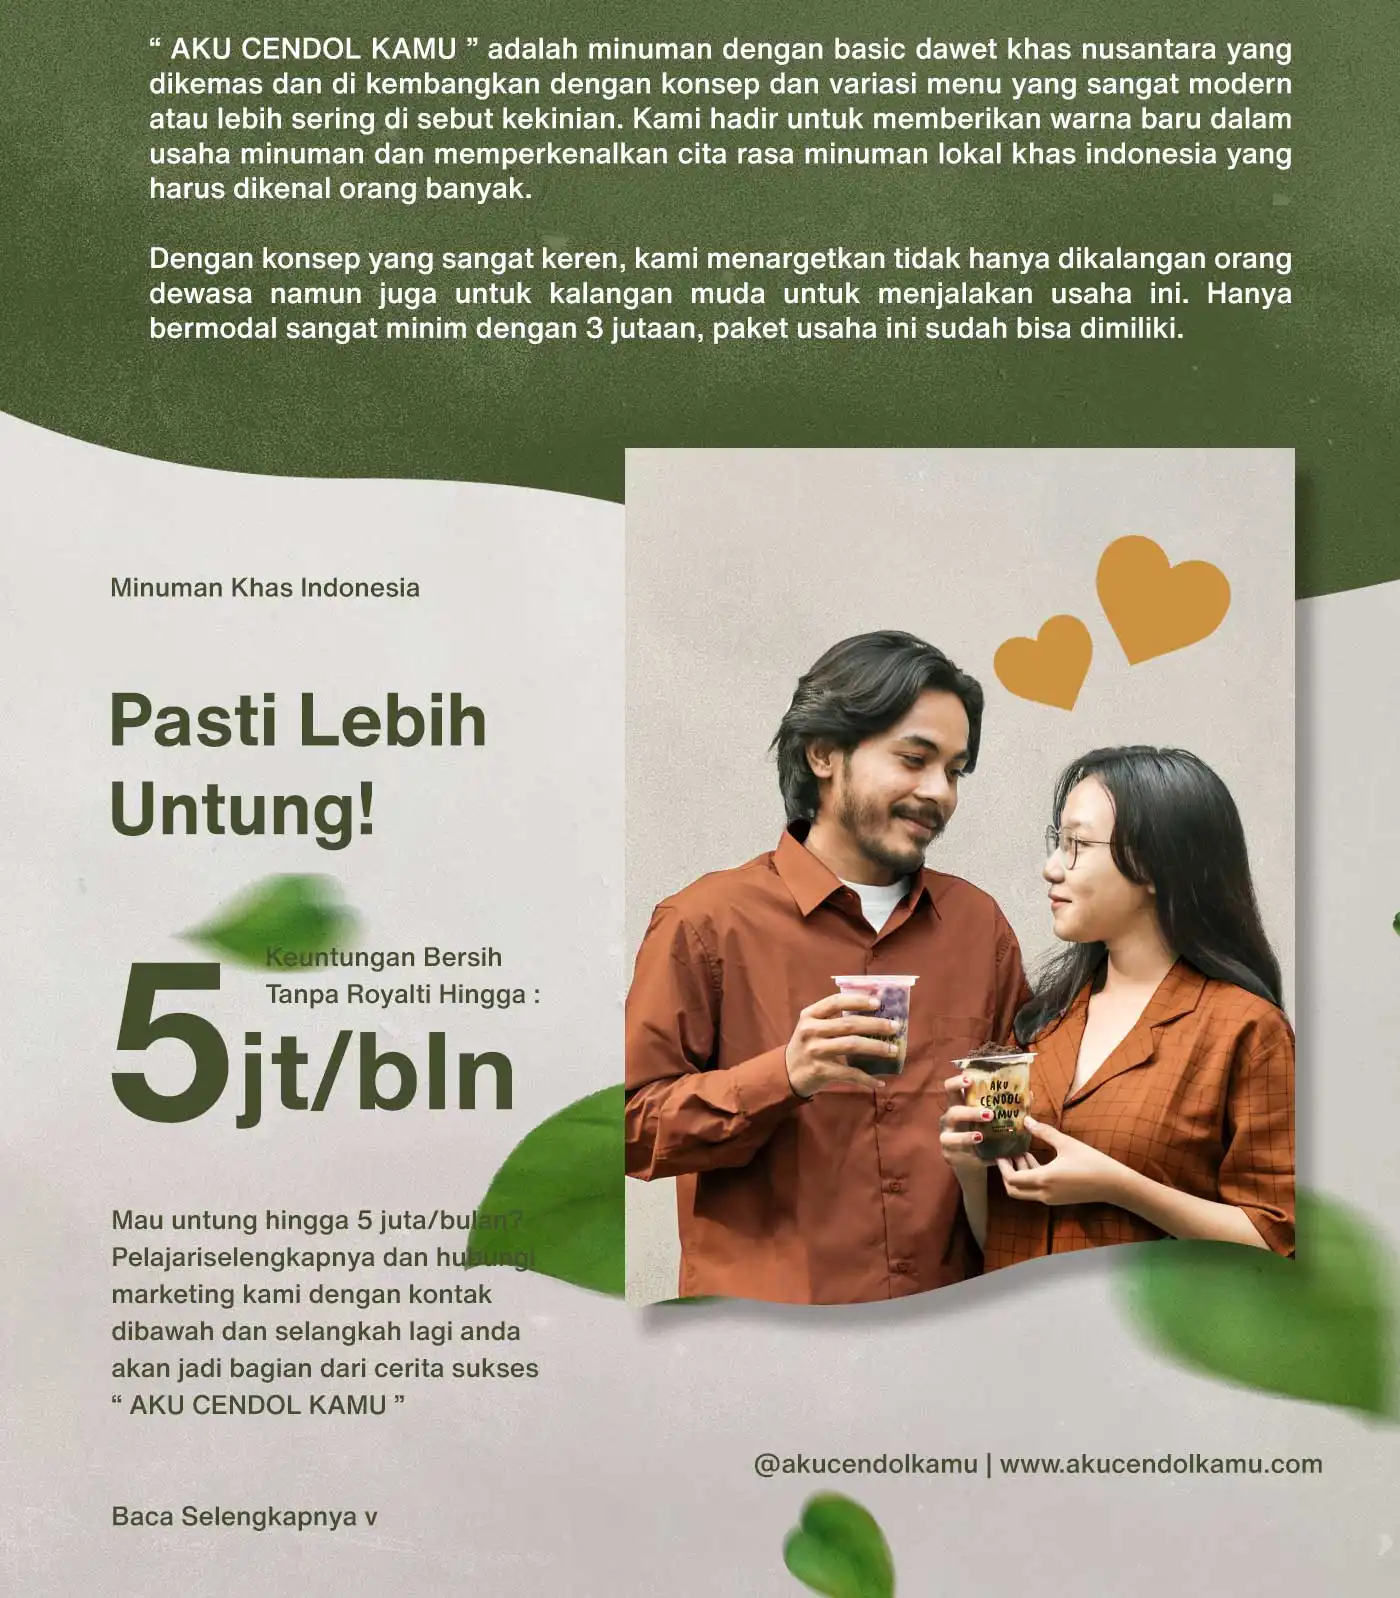 “ AKU CENDOL KAMU ” adalah minuman dengan basic dawet khas nusantara yang
dikemas dan di kembangkan dengan konsep dan variasi menu yang sangat modern
atau lebih sering di sebut kekinian. Kami hadir untuk memberikan warna baru dalam
usaha minuman dan memperkenalkan cita rasa minuman lokal khas indonesia yang
harus dikenal orang banyak.
Dengan konsep yang sangat keren, kami menargetkan tidak hanya dikalangan orang
dewasa namun juga untuk kalangan muda untuk menjalakan usaha ini. Hanya
bermodal sangat minim dengan 3 jutaan, paket usaha ini sudah bisa dimiliki.
Minuman Khas Indonesia
Pasti Lebih
Untung!
Keuntungan Bersih
Tanpa Royalti Hingga :
5jt/bln
AKU
CENDOL
Mau untung hingga 5 juta/bulan?
Pelajariselengkapnya dan hubungi
marketing kami dengan kontak
dibawah dan selangkah lagi anda
akan jadi bagian dari cerita sukses
“ AKU CENDOL KAMU ”
@akucendolkamu | www.akucendolkamu.com
Baca Selengkapnya v